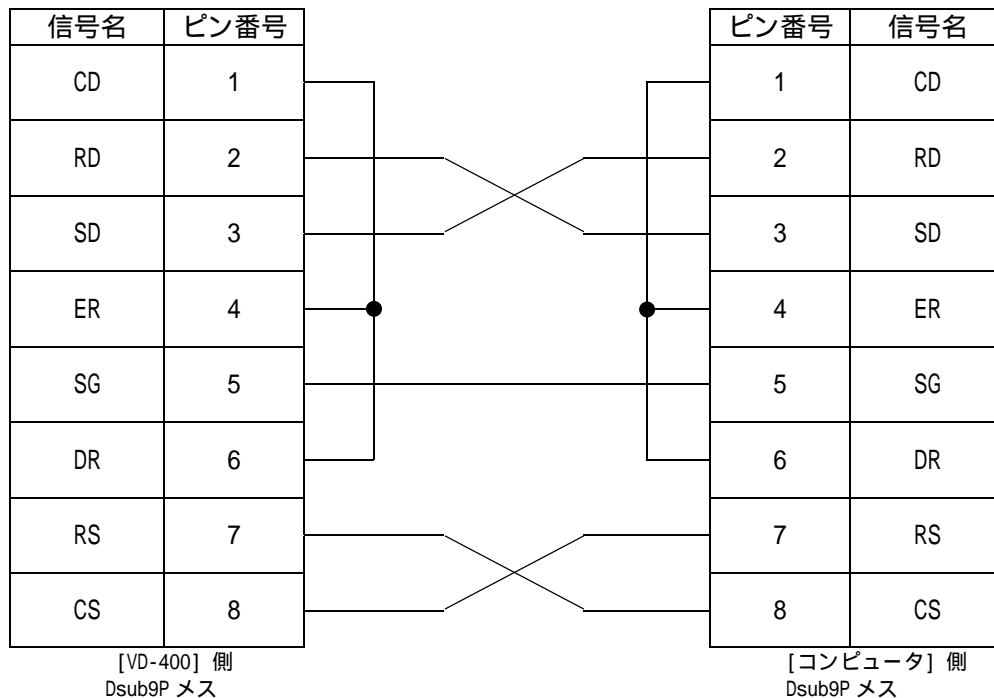 信号名 ピン番号 ピン番号 信号名
CD 1 1 CD
RD 2 2 RD
SD 3 3 SD
ER 4 4 ER
SG 5 5 SG
DR 6 6 DR
RS 7 7 RS
CS 8 8 CS
[VD-400] 側 [コンピュータ] 側
Dsub9P メス Dsub9P メス